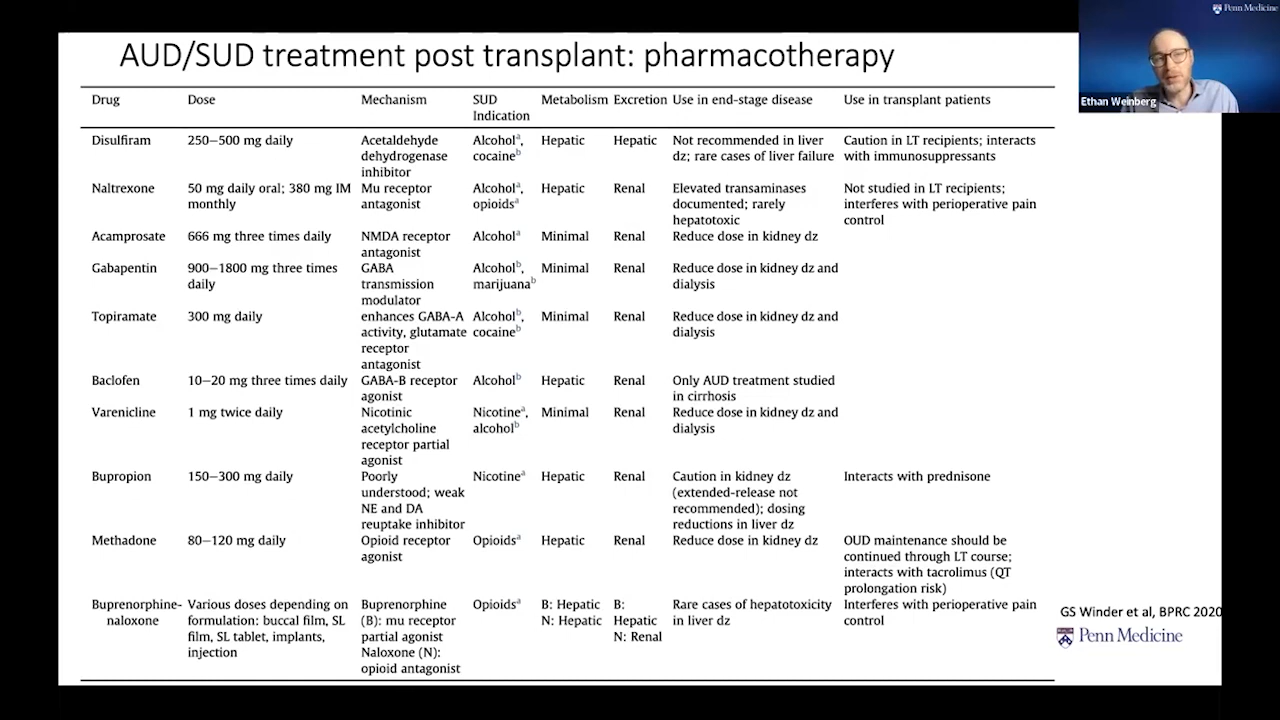 Penn Medicine
AUD/SUD treatment post transplant: pharmacotherapy
Ethan Weinberg
Drug Dose Mechanism SUD Indication Metabolism Excretion Use in end-stage disease Use in transplant patients
Disulfiram 250–500 mg daily Acetaldehyde dehydrogenase inhibitor Alcoholᵃ, cocaineᵇ Hepatic Hepatic Not recommended in liver dz; rare cases of liver failure Caution in LT recipients; interacts with immunosuppressants
Naltrexone 50 mg daily oral; 380 mg IM monthly Mu receptor antagonist Alcoholᵃ, opioidsᵃ Hepatic Renal Elevated transaminases documented; rarely hepatotoxic Not studied in LT recipients; interferes with perioperative pain control
Acamprosate 666 mg three times daily NMDA receptor antagonist Alcoholᵃ Minimal Renal Reduce dose in kidney dz
Gabapentin 900–1800 mg three times daily GABA transmission modulator Alcoholᵇ, marijuanaᵇ Minimal Renal Reduce dose in kidney dz and dialysis
Topiramate 300 mg daily enhances GABA-A activity, glutamate receptor antagonist Alcoholᵇ, cocaineᵇ Minimal Renal Reduce dose in kidney dz and dialysis
Baclofen 10–20 mg three times daily GABA-B receptor agonist Alcoholᵇ Hepatic Renal Only AUD treatment studied in cirrhosis
Varenicline 1 mg twice daily Nicotinic acetylcholine receptor partial agonist Nicotineᵃ, alcoholᵇ Minimal Renal Reduce dose in kidney dz and dialysis
Bupropion 150–300 mg daily Poorly understood; weak NE and DA reuptake inhibitor Nicotineᵃ Hepatic Renal Caution in kidney dz (extended-release not recommended); dosing reductions in liver dz Interacts with prednisone
Methadone 80–120 mg daily Opioid receptor agonist Opioidsᵃ Hepatic Renal Reduce dose in kidney dz OUD maintenance should be continued through LT course; interacts with tacrolimus (QT prolongation risk)
Buprenorphine-naloxone Various doses depending on formulation: buccal film, SL film, SL tablet, implants, injection Buprenorphine (B): mu receptor partial agonist Naloxone (N): opioid antagonist Opioidsᵃ B: Hepatic N: Hepatic B: Hepatic N: Renal Rare cases of hepatotoxicity in liver dz Interferes with perioperative pain control
GS Winder et al, BPRC 2020
Penn Medicine